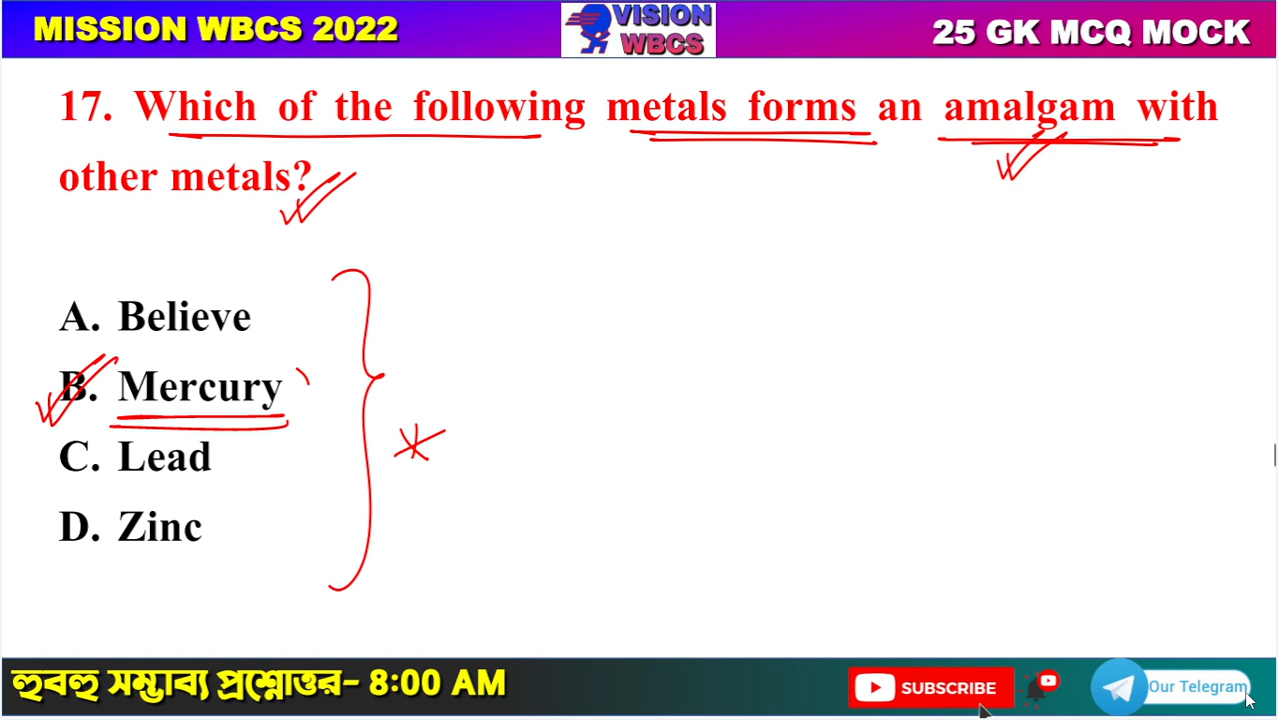 MISSION WBCS 2022
VISION
WBCS
25 GK MCQ MOCK
17. Which of the following metals forms an amalgam with
other metals?
A. Believe
B. Mercury
C. Lead
D. Zinc
হুবহু সম্ভাব্য প্রশ্নোত্তর- 8:00 AM
SUBSCRIBE
Our Telegram